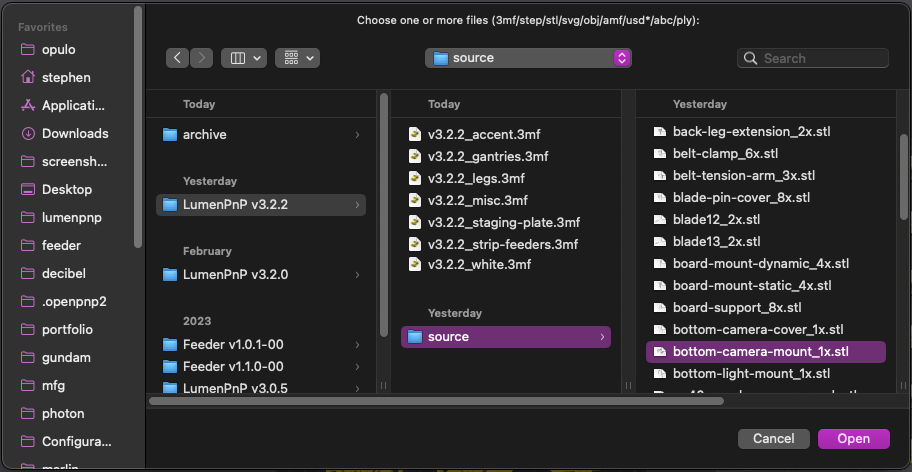 Choose one or more files (3mf/step/stl/svg/obj/amf/usd*/abc/ply):
Favorites
opulo
stephen
Applicati...
Downloads
screensh...
Desktop
lumenpnp
feeder
decibel
.openpnp2
portfolio
gundam
mfg
photon
Configura...
merlin
source
Search
Today
archive
Yesterday
LumenPnP v3.2.2
February
LumenPnP v3.2.0
2023
Feeder v1.0.1-00
Feeder v1.1.0-00
LumenPnP v3.0.5
Today
v3.2.2_accent.3mf
v3.2.2_gantries.3mf
v3.2.2_legs.3mf
v3.2.2_misc.3mf
v3.2.2_staging-plate.3mf
v3.2.2_strip-feeders.3mf
v3.2.2_white.3mf
Yesterday
source
Yesterday
back-leg-extension_2x.stl
belt-clamp_6x.stl
belt-tension-arm_3x.stl
blade-pin-cover_8x.stl
blade12_2x.stl
blade13_2x.stl
board-mount-dynamic_4x.stl
board-mount-static_4x.stl
board-support_8x.stl
bottom-camera-cover_1x.stl
bottom-camera-mount_1x.stl
bottom-light-mount_1x.stl
Cancel
Open